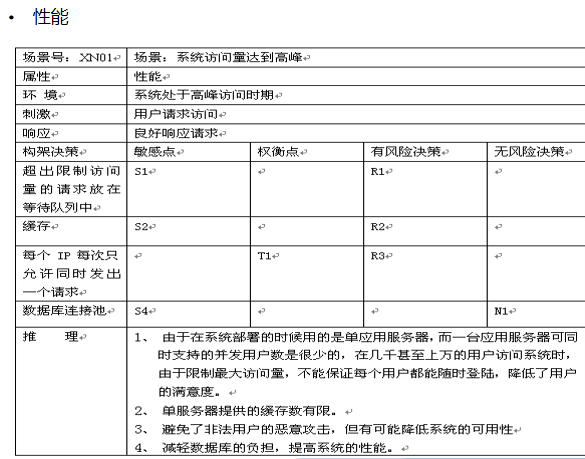 • 性能
场景号：XN01 场景：系统访问量达到高峰
属性 性能
环 境 系统处于高峰访问时期
刺激 用户请求访问
响应 良好响应请求
构架决策 敏感点 权衡点 有风险决策 无风险决策
超出限制访问 S1 R1
量的请求放在
等待队列中
缓存 S2 R2
每个 IP 每次只 T1 R3
允许同时发出
一个请求
数据库连接池 S4 N1
推 理 1、 由于在系统部署的时候用的是单应用服务器，而一台应用服务器可同
时支持的并发用户数是很少的，在几千甚至上万的用户访问系统时，
由于限制最大访问量，不能保证每个用户都能随时登陆，降低了用户
的满意度。
2、 单服务器提供的缓存数有限。
3、 避免了非法用户的恶意攻击，但有可能降低系统的可用性
4、 减轻数据库的负担，提高系统的性能。